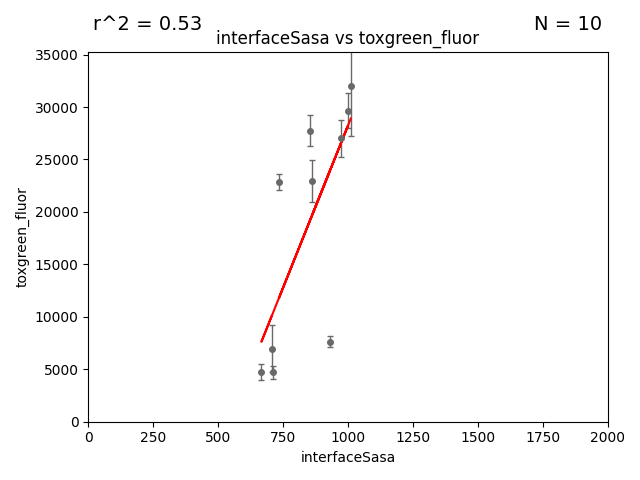 r^2 = 0.53
N = 10
interfaceSasa vs toxgreen_fluor
toxgreen_fluor
35000
30000
25000
20000
15000
10000
5000
0
0 250 500 750 1000 1250 1500 1750 2000
interfaceSasa